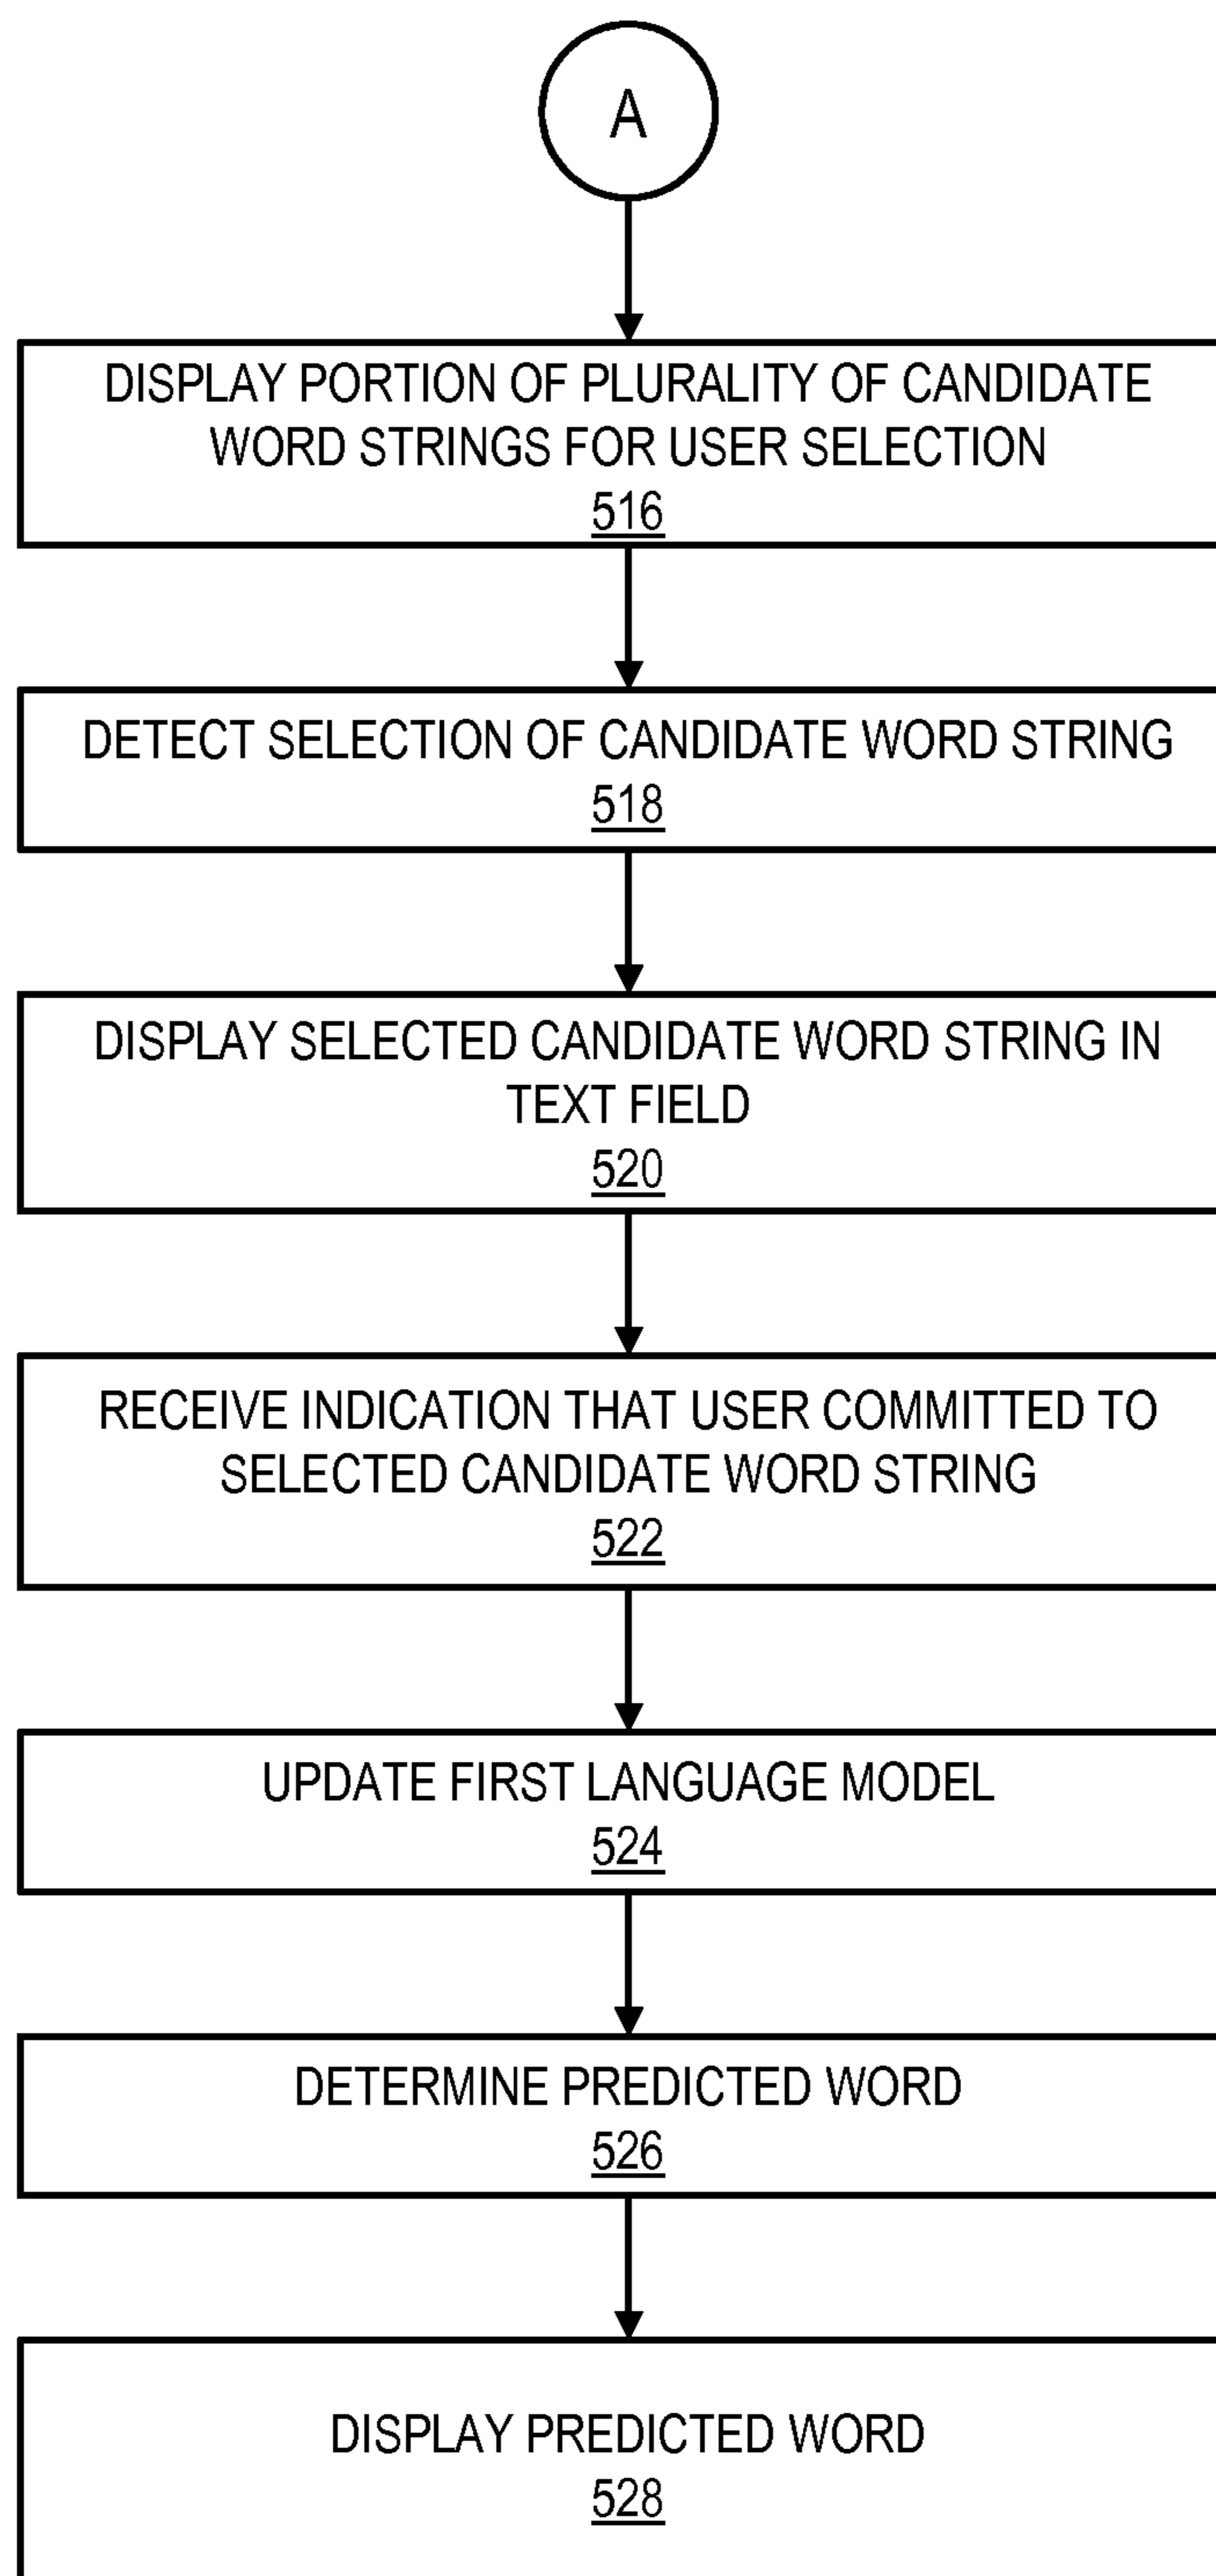 A
DISPLAY PORTION OF PLURALITY OF CANDIDATE
WORD STRINGS FOR USER SELECTION
516
DETECT SELECTION OF CANDIDATE WORD STRING
518
DISPLAY SELECTED CANDIDATE WORD STRING IN
TEXT FIELD
520
RECEIVE INDICATION THAT USER COMMITTED TO
SELECTED CANDIDATE WORD STRING
522
UPDATE FIRST LANGUAGE MODEL
524
DETERMINE PREDICTED WORD
526
DISPLAY PREDICTED WORD
528